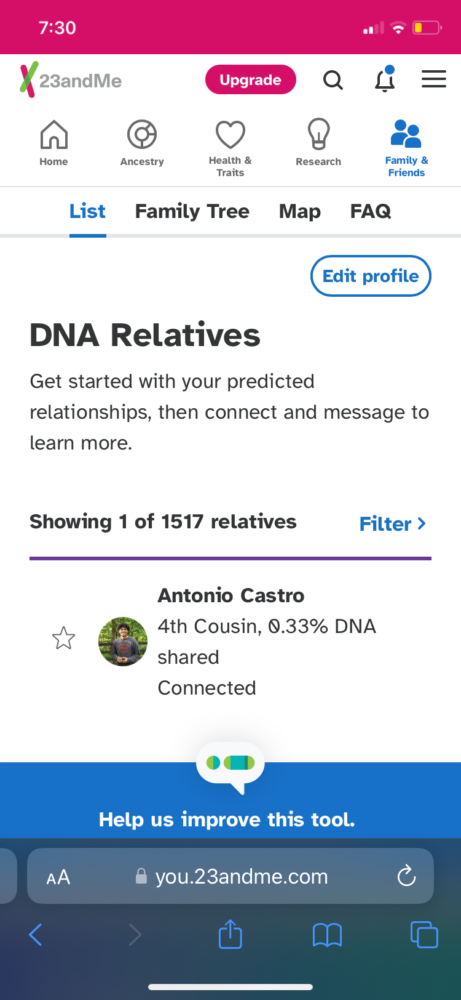 7:30
23andMe
Upgrade
Home
Ancestry
Health &
Traits
Research
Family &
Friends
List
Family Tree
Map
FAQ
Edit profile
DNA Relatives
Get started with your predicted
relationships, then connect and message to
learn more.
Showing 1 of 1517 relatives
Filter
Antonio Castro
4th Cousin, 0.33% DNA
shared
Connected
Help us improve this tool.
AA
you.23andme.com